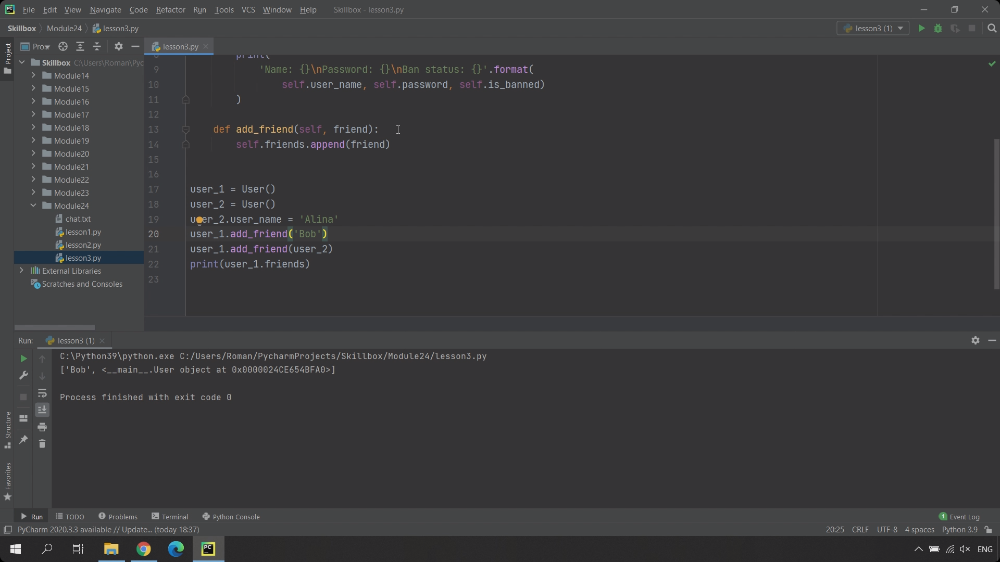 File Edit View Navigate Code Refactor Run Tools VCS Window Help Skillbox - lesson3.py
Skillbox Module24 lesson3.py lesson3 (1)
Project
Pro... lesson3.py
Skillbox C:\Users\Roman\Pyc
Module14
Module15
Module16
Module17
Module18
Module19
Module20
Module21
Module22
Module23
Module24
chat.txt
lesson1.py
lesson2.py
lesson3.py
External Libraries
Scratches and Consoles
8 print(
9 'Name: {}\nPassword: {}\nBan status: {}'.format(
10 self.user_name, self.password, self.is_banned)
11 )
12
13 def add_friend(self, friend):
14 self.friends.append(friend)
15
16
17 user_1 = User()
18 user_2 = User()
19 user_2.user_name = 'Alina'
20 user_1.add_friend('Bob')
21 user_1.add_friend(user_2)
22 print(user_1.friends)
23
Run: lesson3 (1)
C:\Python39\python.exe C:/Users/Roman/PycharmProjects/Skillbox/Module24/lesson3.py
['Bob', <__main__.User object at 0x0000024CE654BFA0>]
Process finished with exit code 0
Structure
Favorites
Run TODO Problems Terminal Python Console 1 Event Log
PyCharm 2020.3.3 available // Update... (today 18:37) 20:25 CRLF UTF-8 4 spaces Python 3.9
PC ENG